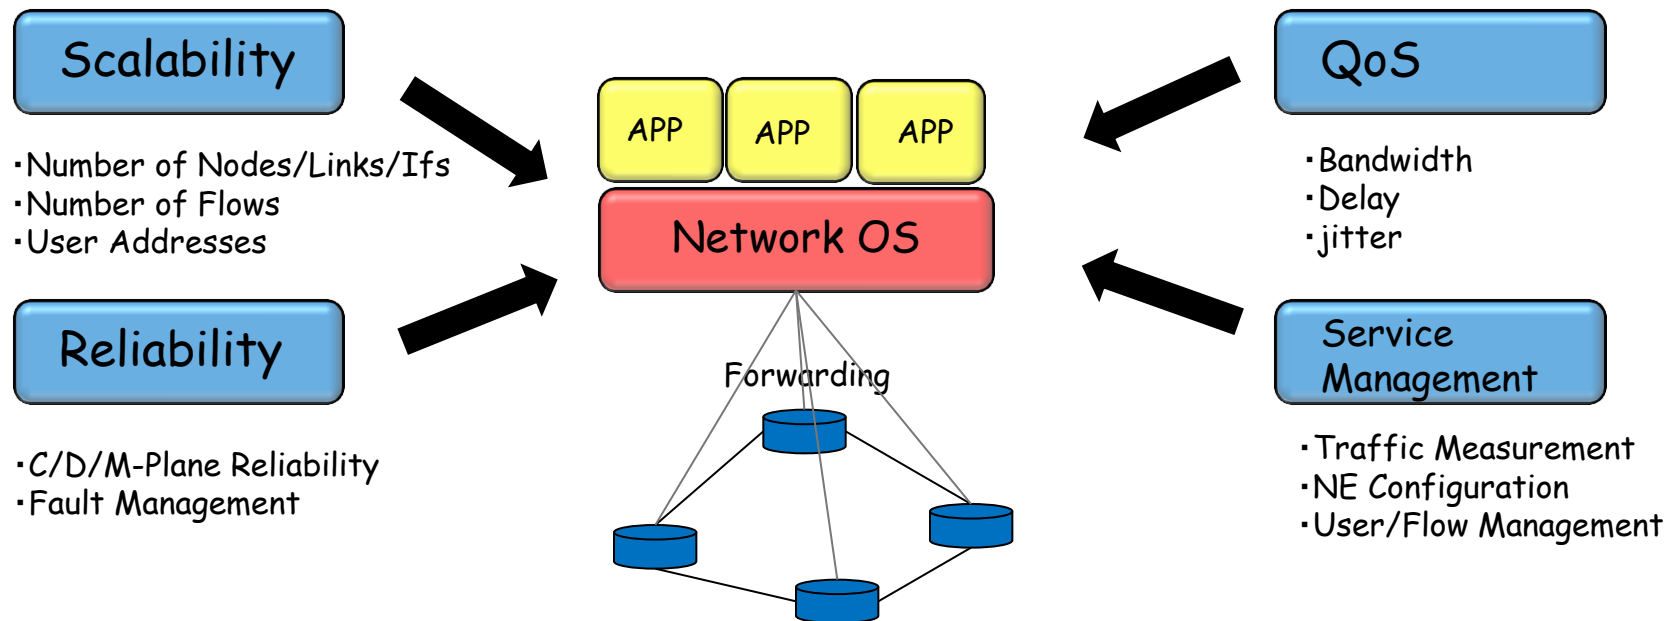 Scalability
・Number of Nodes/Links/Ifs
・Number of Flows
・User Addresses
Reliability
・C/D/M-Plane Reliability
・Fault Management
APP APP APP
Network OS
Forwarding
QoS
・Bandwidth
・Delay
・jitter
Service
Management
・Traffic Measurement
・NE Configuration
・User/Flow Management